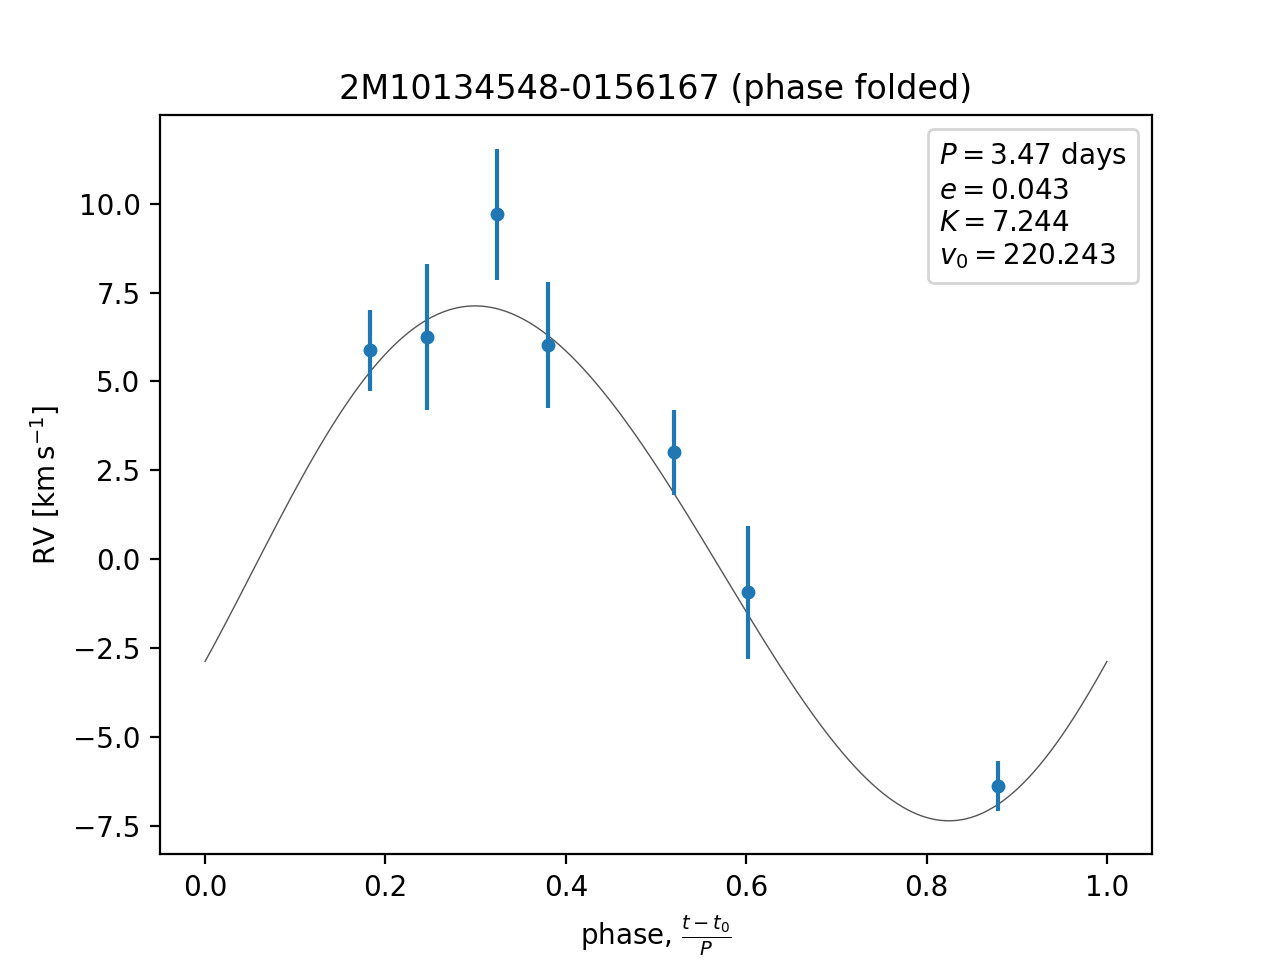 2M10134548-0156167 (phase folded)
P = 3.47 days
e = 0.043
K = 7.244
v₀ = 220.243
10.0
7.5
5.0
2.5
0.0
−2.5
−5.0
−7.5
RV [km s⁻¹]
0.0 0.2 0.4 0.6 0.8 1.0
phase, (t − t₀)/P